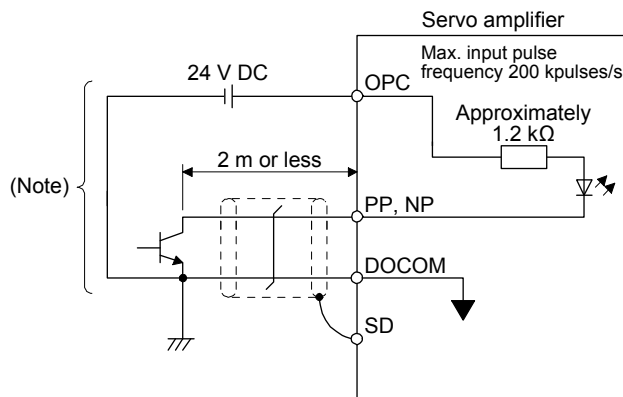 Servo amplifier
Max. input pulse
frequency 200 kpulses/s
24 V DC
OPC
Approximately
1.2 kΩ
2 m or less
(Note)
PP, NP
DOCOM
SD